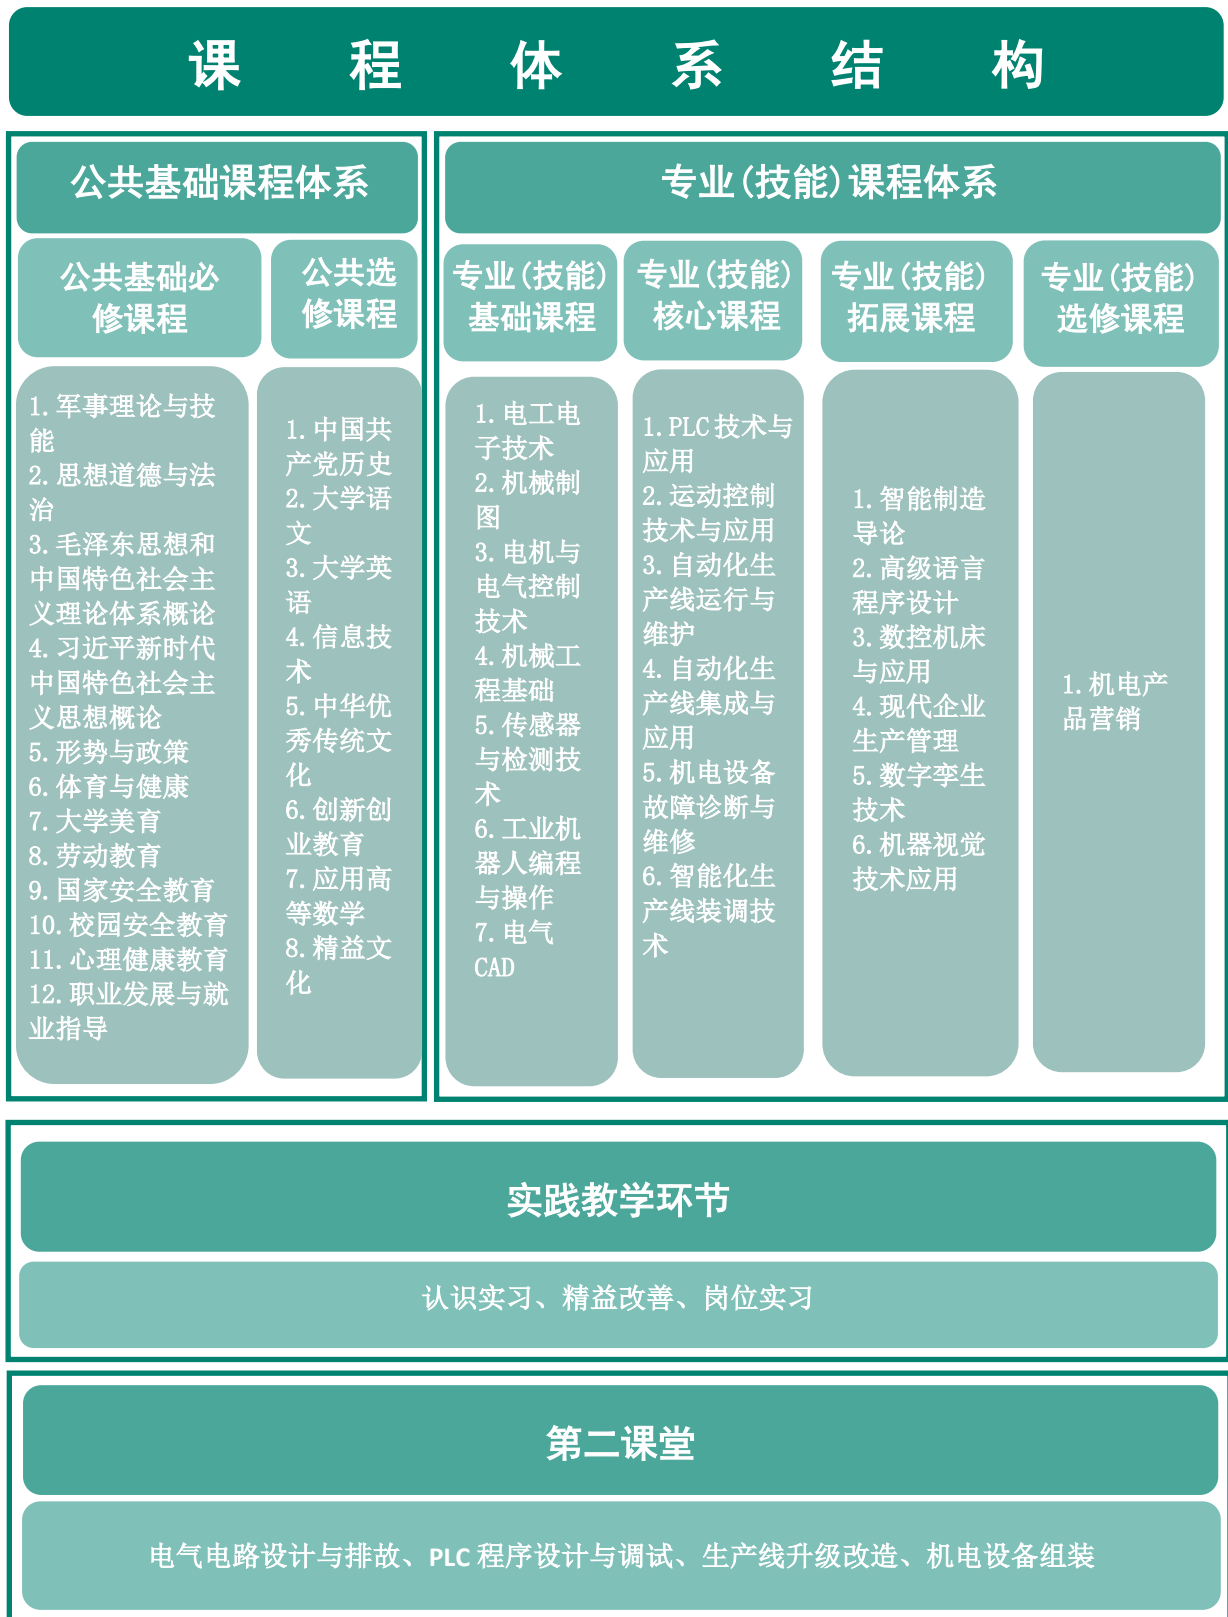 课程体系结构
公共基础课程体系
公共基础必
修课程
公共选
修课程
1.军事理论与技
能
2.思想道德与法
治
3.毛泽东思想和
中国特色社会主
义理论体系概论
4.习近平新时代
中国特色社会主
义思想概论
5.形势与政策
6.体育与健康
7.大学美育
8.劳动教育
9.国家安全教育
10.校园安全教育
11.心理健康教育
12.职业发展与就
业指导
1.中国共
产党历史
2.大学语
文
3.大学英
语
4.信息技
术
5.中华优
秀传统文
化
6.创新创
业教育
7.应用高
等数学
8.精益文
化
专业(技能)课程体系
专业(技能)
基础课程
专业(技能)
核心课程
专业(技能)
拓展课程
专业(技能)
选修课程
1.电工电
子技术
2.机械制
图
3.电机与
电气控制
技术
4.机械工
程基础
5.传感器
与检测技
术
6.工业机
器人编程
与操作
7.电气
CAD
1.PLC技术与
应用
2.运动控制
技术与应用
3.自动化生
产线运行与
维护
4.自动化生
产线集成与
应用
5.机电设备
故障诊断与
维修
6.智能化生
产线装调技
术
1.智能制造
导论
2.高级语言
程序设计
3.数控机床
与应用
4.现代企业
生产管理
5.数字孪生
技术
6.机器视觉
技术应用
1.机电产
品营销
实践教学环节
认识实习、精益改善、岗位实习
第二课堂
电气电路设计与排故、PLC程序设计与调试、生产线升级改造、机电设备组装